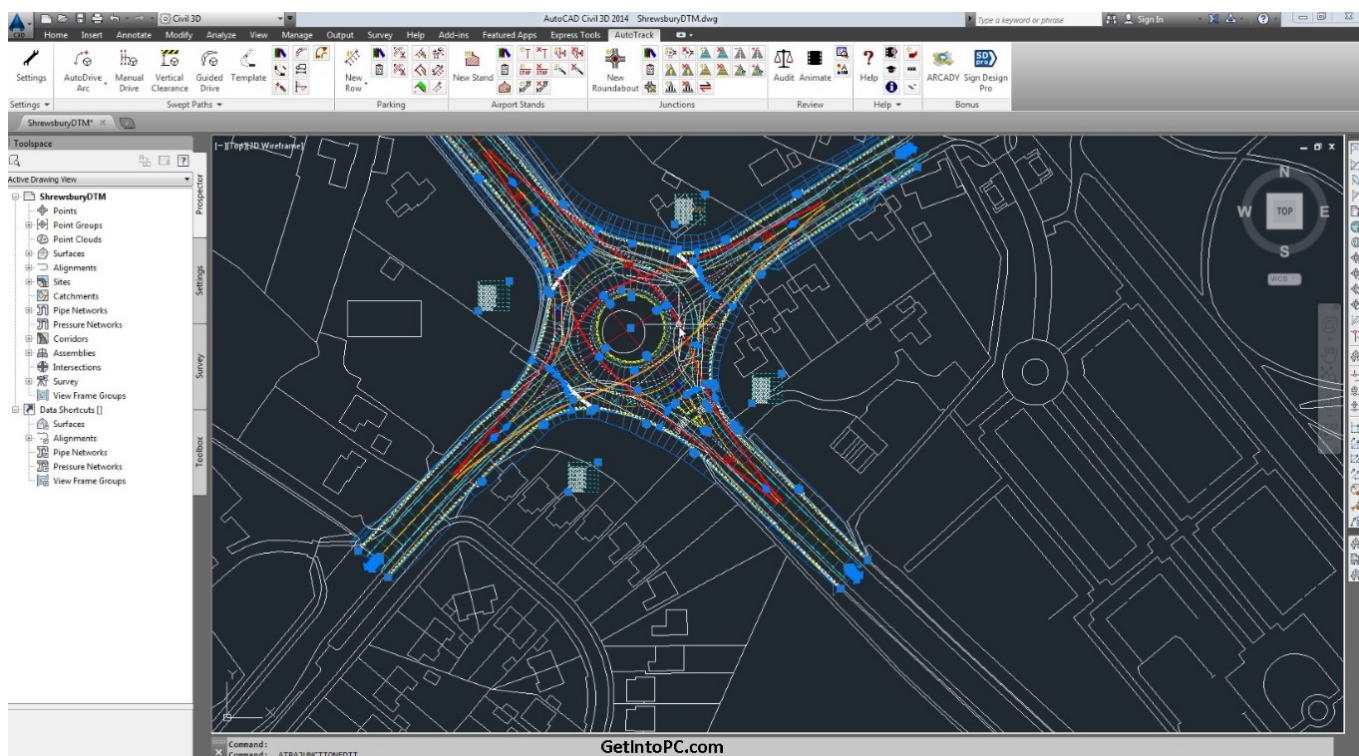 Civil 3D
AutoCAD Civil 3D 2014 ShrewsburyDTM.dwg
Type a keyword or phrase
Sign In
Home Insert Annotate Modify Analyze View Manage Output Survey Help Add-ins Featured Apps Express Tools AutoTrack
Settings
AutoDrive Arc
Manual Drive
Vertical Clearance
Guided Drive
Template
New Row
New Stand
New Roundabout
Audit
Animate
Help
ARCADY
Sign Design Pro
Settings
Swept Paths
Parking
Airport Stands
Junctions
Review
Help
Bonus
ShrewsburyDTM*
Toolspace
Active Drawing View
ShrewsburyDTM
Points
Point Groups
Point Clouds
Surfaces
Alignments
Sites
Catchments
Pipe Networks
Pressure Networks
Corridors
Assemblies
Intersections
Survey
View Frame Groups
Data Shortcuts []
Surfaces
Alignments
Pipe Networks
Pressure Networks
View Frame Groups
Prospector
Settings
Survey
Toolbox
N
W
TOP
E
S
WCS
Command:
GetIntoPC.com